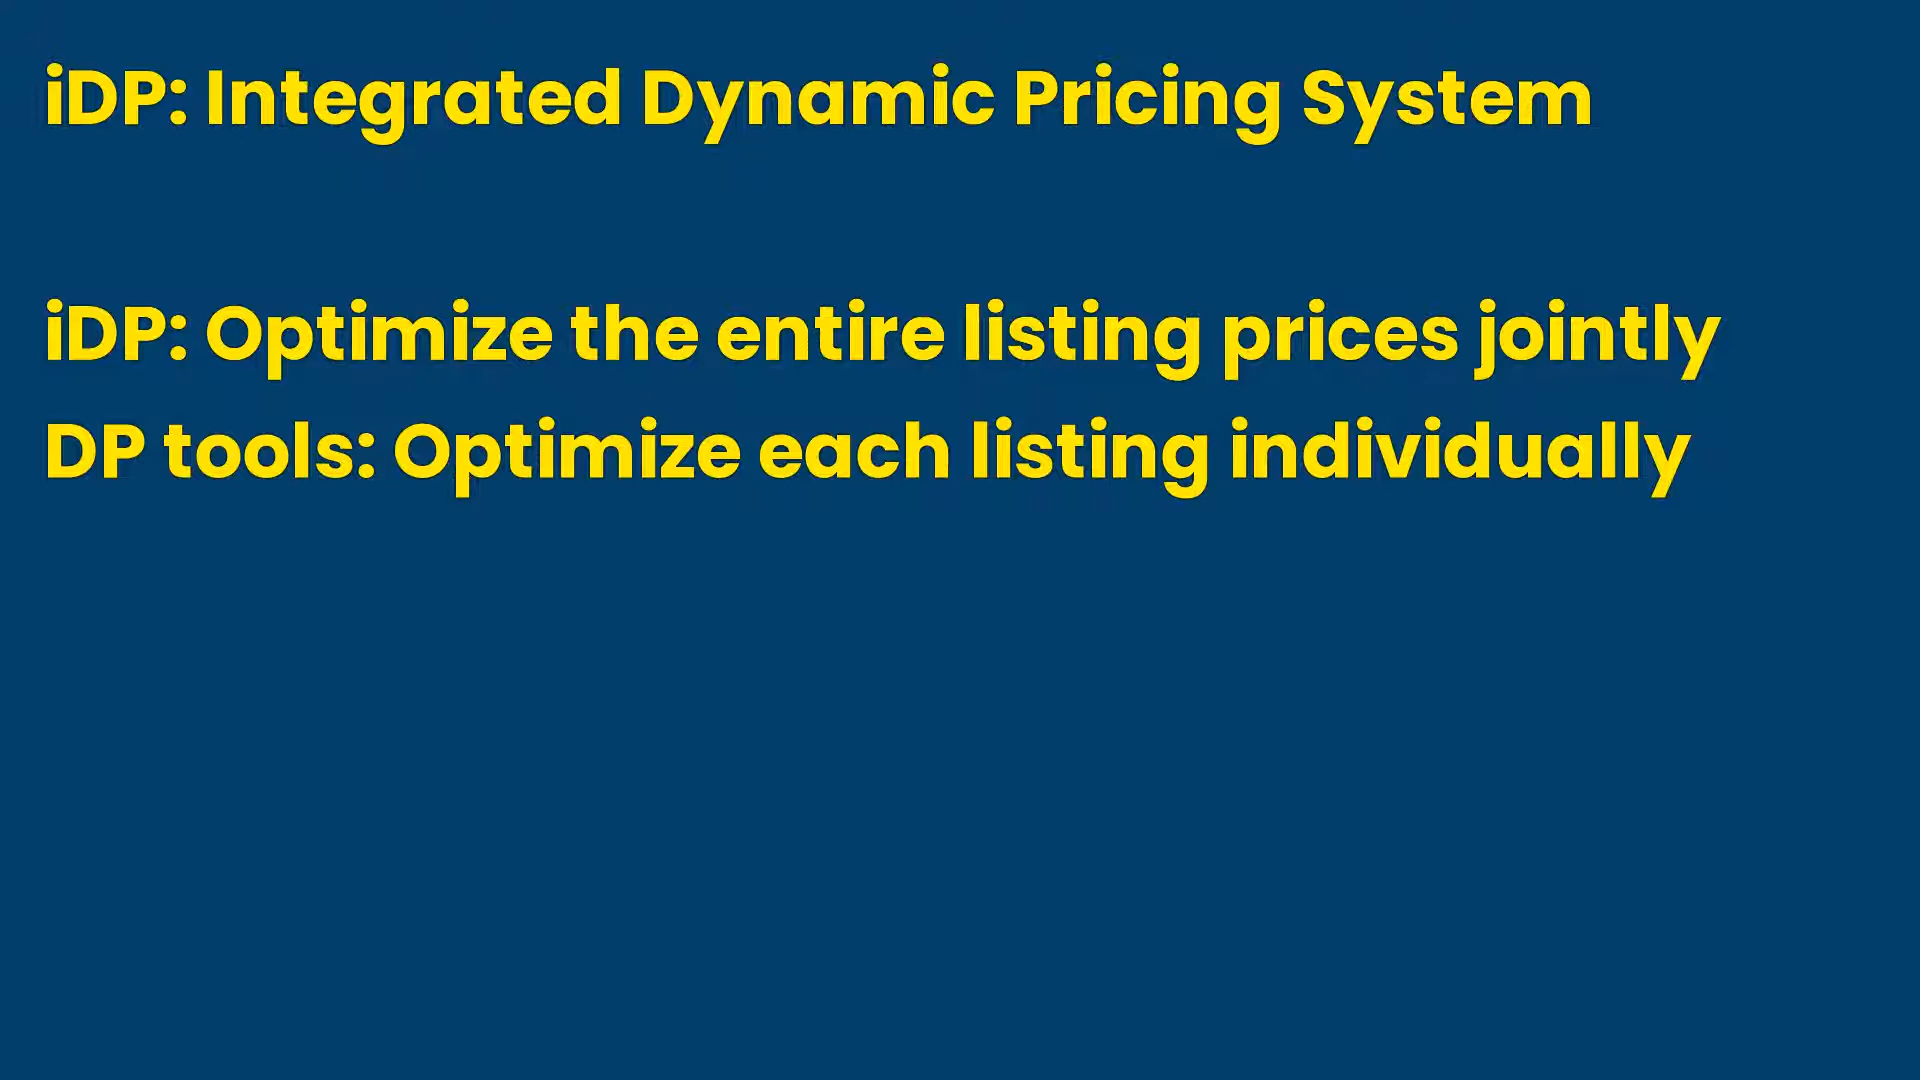 iDP: Integrated Dynamic Pricing System
iDP: Optimize the entire listing prices jointly
DP tools: Optimize each listing individually